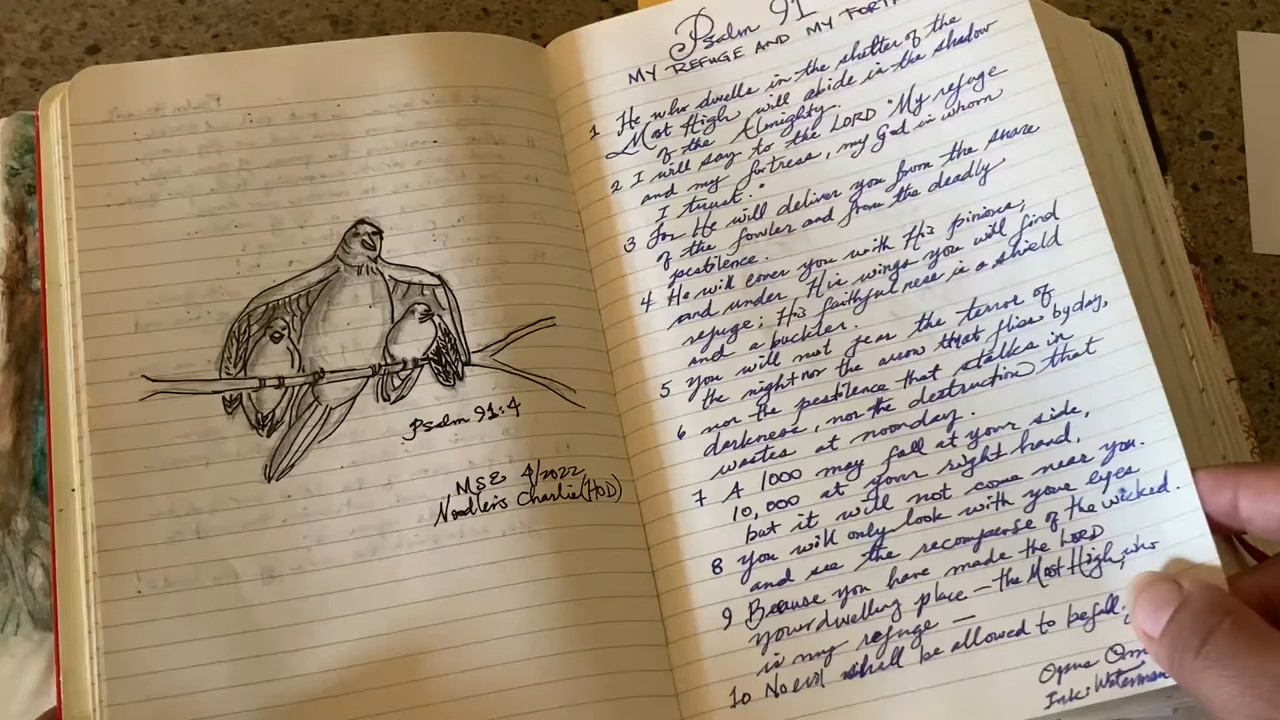 Psalm 91:4
MSE 4/2022
Noodler's Charlie (HOD)
Psalm 91
MY REFUGE AND MY FORT
1 He who dwells in the shelter of the
Most High will abide in the shadow
of the Almighty.
2 I will say to the LORD "My refuge
and my fortress, my God in whom
I trust."
3 For He will deliver you from the snare
of the fowler and from the deadly
pestilence.
4 He will cover you with His pinions;
and under His wings you will find
refuge; His faithfulness is a shield
and a buckler.
5 You will not fear the terror of
the night nor the arrow that flies by day,
6 nor the pestilence that stalks in
darkness, nor the destruction that
wastes at noonday.
7 A 1000 may fall at your side,
10,000 at your right hand,
but it will not come near you.
8 You will only look with your eyes
and see the recompense of the wicked.
9 Because you have made the LORD
your dwelling place — the Most High, who
is my refuge —
10 No evil shall be allowed to befall
Opus
Ink: Waterman